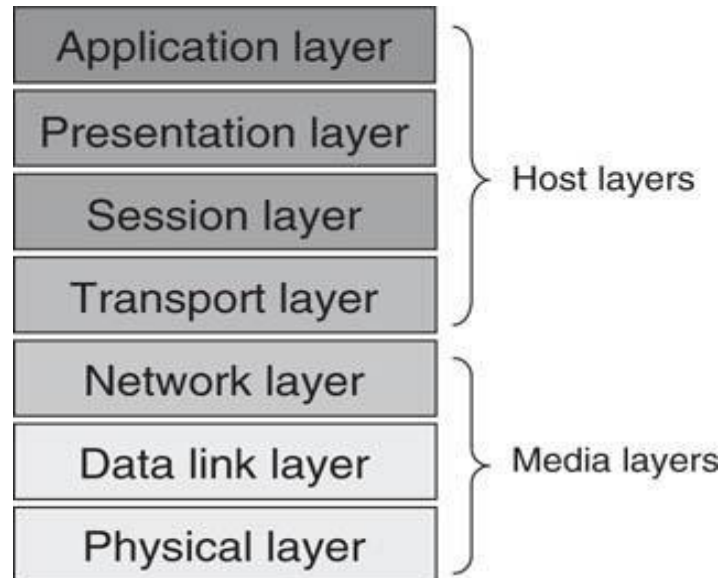 Application layer
Presentation layer
Session layer
Transport layer
Host layers
Network layer
Data link layer
Physical layer
Media layers